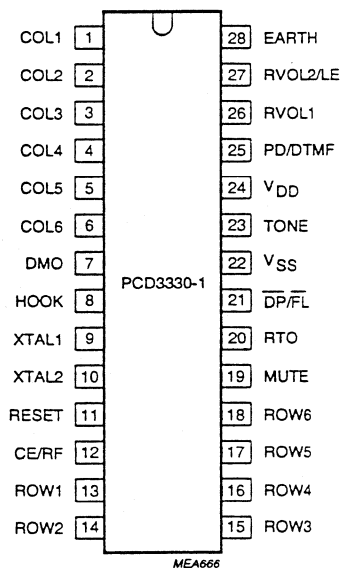 COL1 1 28 EARTH
COL2 2 27 RVOL2/LE
COL3 3 26 RVOL1
COL4 4 25 PD/DTMF
COL5 5 24 VDD
COL6 6 23 TONE
DMO 7 22 VSS
PCD3330-1
HOOK 8 21 DP/FL
XTAL1 9 20 RTO
XTAL2 10 19 MUTE
RESET 11 18 ROW6
CE/RF 12 17 ROW5
ROW1 13 16 ROW4
ROW2 14 15 ROW3
MEA666